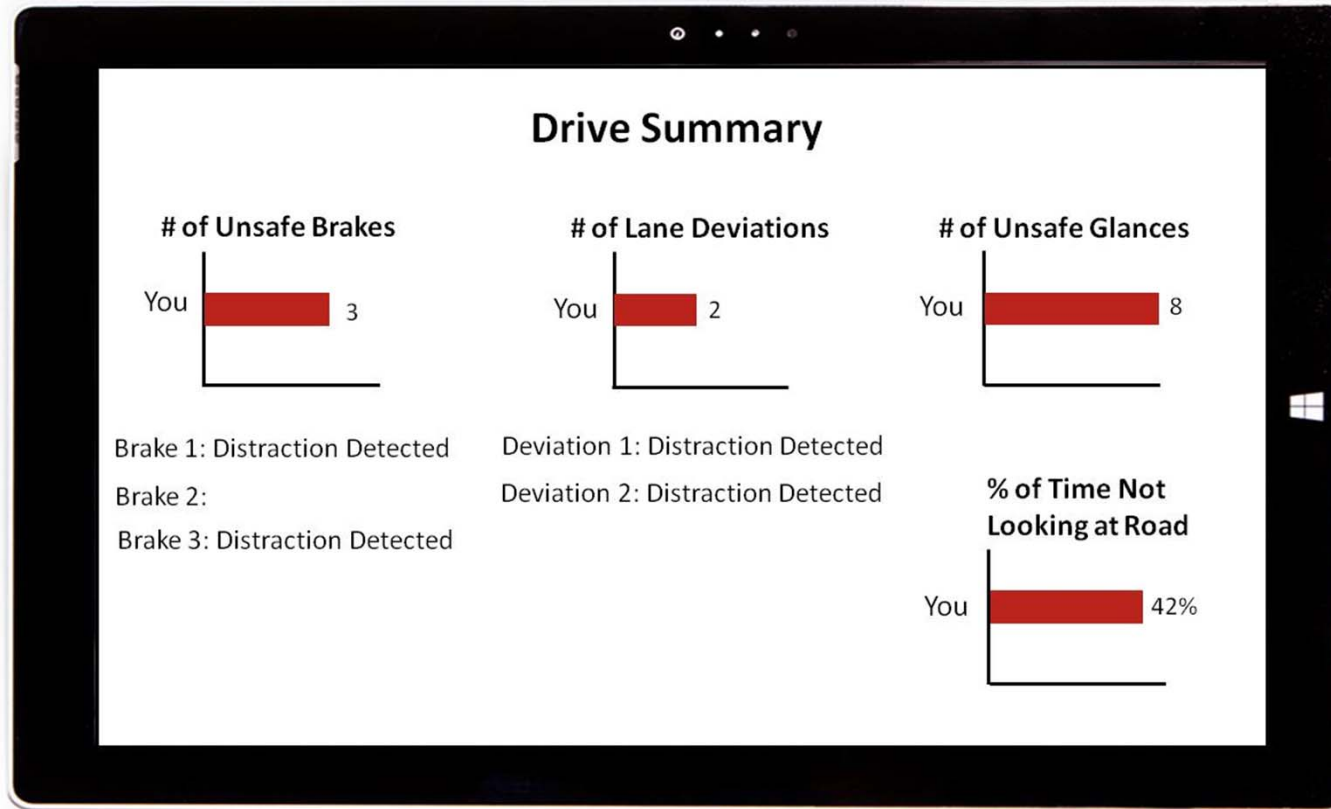 Drive Summary
# of Unsafe Brakes
You
3
Brake 1: Distraction Detected
Brake 2:
Brake 3: Distraction Detected
# of Lane Deviations
You
2
Deviation 1: Distraction Detected
Deviation 2: Distraction Detected
# of Unsafe Glances
You
8
% of Time Not
Looking at Road
You
42%